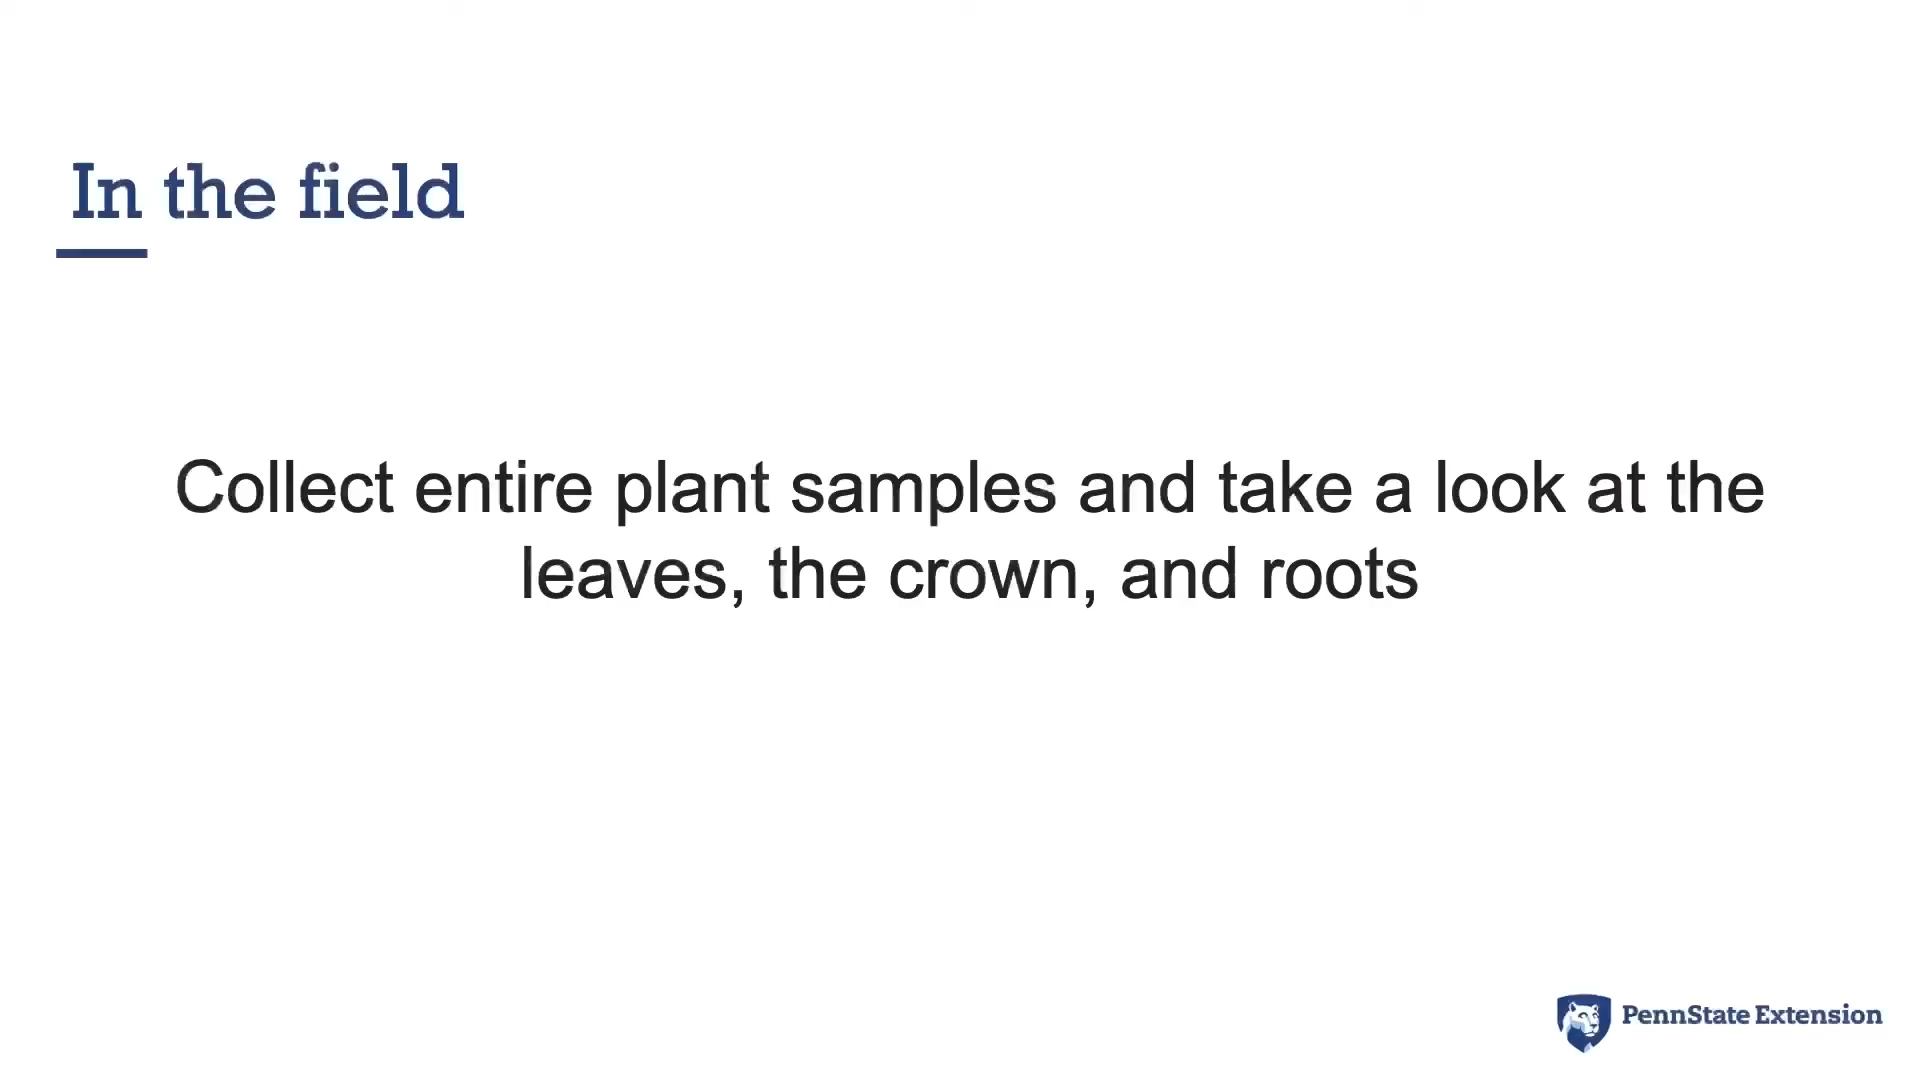 In the field
Collect entire plant samples and take a look at the
leaves, the crown, and roots
PennState Extension